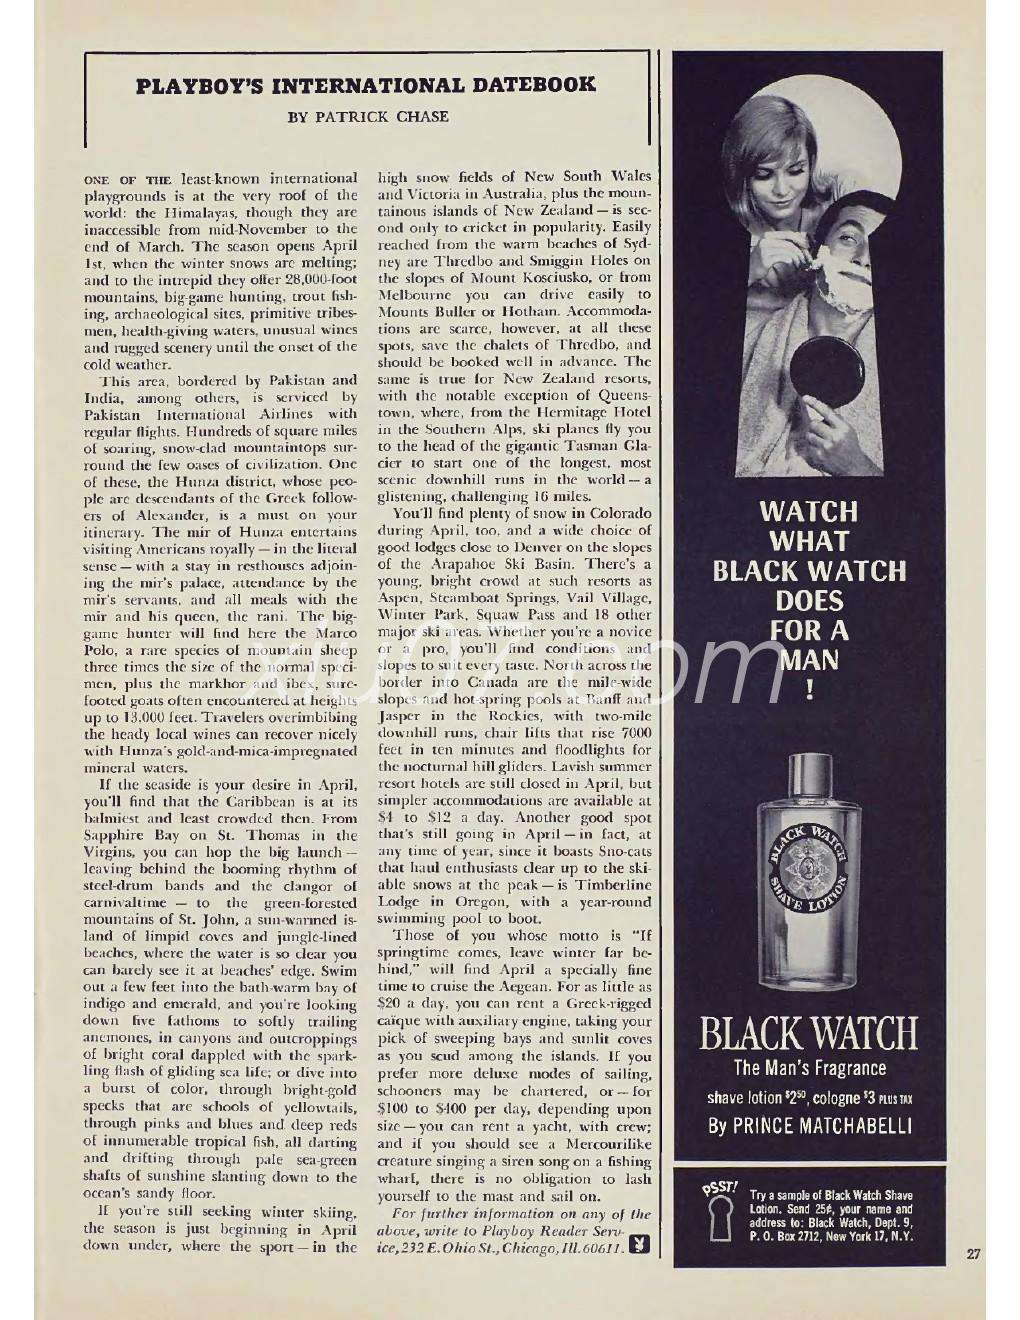 PLAYBOY'S INTERNATIONAL DATEBOOK
BY PATRICK CHASE
ONE OF THE least-known international
playgrounds is at the very roof of the
world: the Himalayas, though they are
inaccessible from mid-November to the
end of March. The season opens April
1st, when the winter snows are melting;
and to the intrepid they offer 28,000-foot
mountains, big-game hunting, trout fish-
ing, archaeological sites, primitive tribes-
men, health-giving waters, unusual wines
and rugged scenery until the onset of the
cold weather.
This area, bordered by Pakistan and
India, among others, is serviced by
Pakistan International Airlines with
regular flights. Hundreds of square miles
of soaring, snow-clad mountaintops sur-
round the few oases of civilization. One
of these, the Hunza district, whose peo-
ple are descendants of the Greek follow-
ers of Alexander, is a must on your
itinerary. The mir of Hunza entertains
visiting Americans royally — in the literal
sense — with a stay in resthouses adjoin-
ing the mir's palace, attendance by the
mir's servants, and all meals with the
mir and his queen, the rani. The big-
game hunter will find here the Marco
Polo, a rare species of mountain sheep
three times the size of the normal speci-
men, plus the markhor and ibex, sure-
footed goats often encountered at heights
up to 13,000 feet. Travelers overimbibing
the heady local wines can recover nicely
with Hunza's gold-and-mica-impregnated
mineral waters.
If the seaside is your desire in April,
you'll find that the Caribbean is at its
balmiest and least crowded then. From
Sapphire Bay on St. Thomas in the
Virgins, you can hop the big launch —
leaving behind the booming rhythm of
steel-drum bands and the clangor of
carnivaltime — to the green-forested
mountains of St. John, a sun-warmed is-
land of limpid coves and jungle-lined
beaches, where the water is so clear you
can barely see it at beaches' edge. Swim
out a few feet into the bath-warm bay of
indigo and emerald, and you're looking
down five fathoms to softly trailing
anemones, in canyons and outcroppings
of bright coral dappled with the spark-
ling flash of gliding sea life; or dive into
a burst of color, through bright-gold
specks that are schools of yellowtails,
through pinks and blues and deep reds
of innumerable tropical fish, all darting
and drifting through pale sea-green
shafts of sunshine slanting down to the
ocean's sandy floor.
If you're still seeking winter skiing,
the season is just beginning in April
down under, where the sport — in the
high snow fields of New South Wales
and Victoria in Australia, plus the moun-
tainous islands of New Zealand — is sec-
ond only to cricket in popularity. Easily
reached from the warm beaches of Syd-
ney are Thredbo and Smiggin Holes on
the slopes of Mount Kosciusko, or from
Melbourne you can drive easily to
Mounts Buller or Hotham. Accommoda-
tions are scarce, however, at all these
spots, save the chalets of Thredbo, and
should be booked well in advance. The
same is true for New Zealand resorts,
with the notable exception of Queens-
town, where, from the Hermitage Hotel
in the Southern Alps, ski planes fly you
to the head of the gigantic Tasman Gla-
cier to start one of the longest, most
scenic downhill runs in the world — a
glistening, challenging 16 miles.
You'll find plenty of snow in Colorado
during April, too, and a wide choice of
good lodges close to Denver on the slopes
of the Arapahoe Ski Basin. There's a
young, bright crowd at such resorts as
Aspen, Steamboat Springs, Vail Village,
Winter Park, Squaw Pass and 18 other
major ski areas. Whether you're a novice
or a pro, you'll find conditions and
slopes to suit every taste. North across the
border into Canada are the mile-wide
slopes and hot-spring pools at Banff and
Jasper in the Rockies, with two-mile
downhill runs, chair lifts that rise 7000
feet in ten minutes and floodlights for
the nocturnal hill gliders. Lavish summer
resort hotels are still closed in April, but
simpler accommodations are available at
$4 to $12 a day. Another good spot
that's still going in April — in fact, at
any time of year, since it boasts Sno-cats
that haul enthusiasts clear up to the ski-
able snows at the peak — is Timberline
Lodge in Oregon, with a year-round
swimming pool to boot.
Those of you whose motto is "If
springtime comes, leave winter far be-
hind," will find April a specially fine
time to cruise the Aegean. For as little as
$20 a day, you can rent a Greek-rigged
caïque with auxiliary engine, taking your
pick of sweeping bays and sunlit coves
as you scud among the islands. If you
prefer more deluxe modes of sailing,
schooners may be chartered, or — for
$100 to $400 per day, depending upon
size — you can rent a yacht, with crew;
and if you should see a Mercourilike
creature singing a siren song on a fishing
wharf, there is no obligation to lash
yourself to the mast and sail on.
For further information on any of the
above, write to Playboy Reader Serv-
ice, 232 E. Ohio St., Chicago, Ill. 60611.
WATCH
WHAT
BLACK WATCH
DOES
FOR A
MAN
!
BLACK WATCH
SHAVE LOTION
BLACK WATCH
The Man's Fragrance
shave lotion $2⁵⁰, cologne $3 PLUS TAX
By PRINCE MATCHABELLI
PSST!
Try a sample of Black Watch Shave
Lotion. Send 25¢, your name and
address to: Black Watch, Dept. 9,
P. O. Box 2712, New York 17, N.Y.
27
xiu07.com